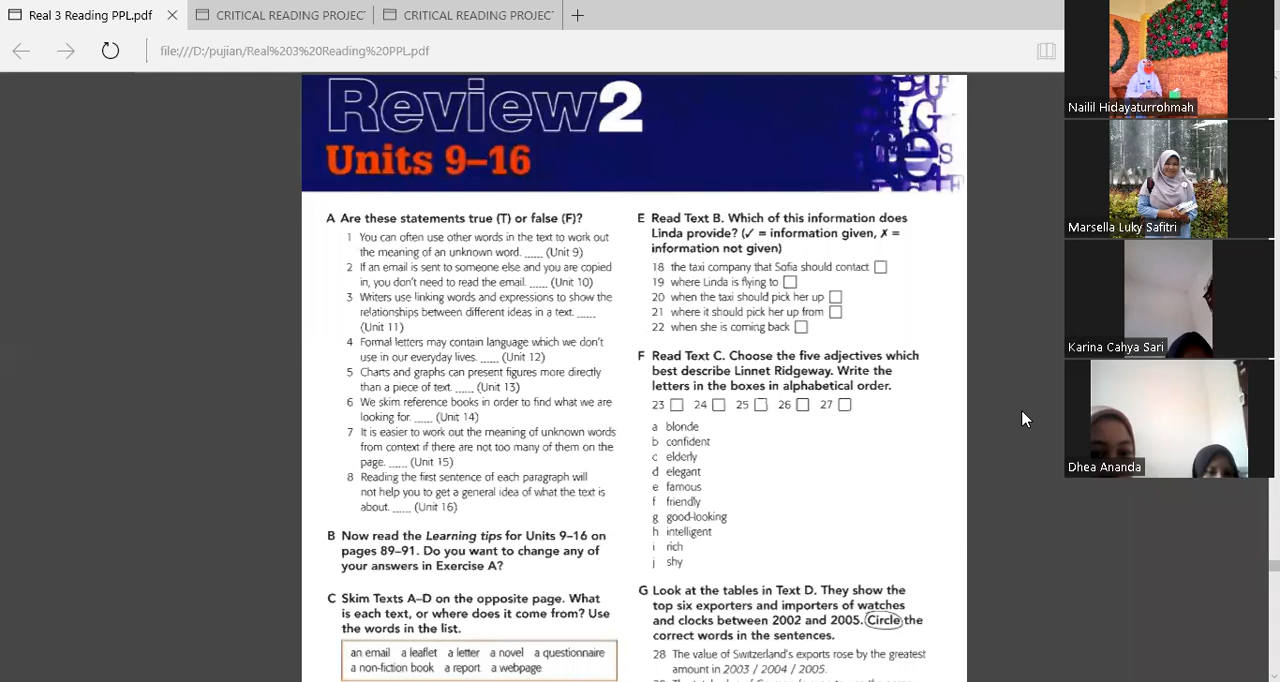 Real 3 Reading PPL.pdf
CRITICAL READING PROJECT
CRITICAL READING PROJECT
file:///D:/pujian/Real%203%20Reading%20PPL.pdf
Review2
Units 9–16
A Are these statements true (T) or false (F)?
1 You can often use other words in the text to work out
the meaning of an unknown word. ____ (Unit 9)
2 If an email is sent to someone else and you are copied
in, you don't need to read the email. ____ (Unit 10)
3 Writers use linking words and expressions to show the
relationships between different ideas in a text. ____
(Unit 11)
4 Formal letters may contain language which we don't
use in our everyday lives. ____ (Unit 12)
5 Charts and graphs can present figures more directly
than a piece of text. ____ (Unit 13)
6 We skim reference books in order to find what we are
looking for. ____ (Unit 14)
7 It is easier to work out the meaning of unknown words
from context if there are not too many of them on the
page. ____ (Unit 15)
8 Reading the first sentence of each paragraph will
not help you to get a general idea of what the text is
about. ____ (Unit 16)
B Now read the Learning tips for Units 9–16 on
pages 89–91. Do you want to change any of
your answers in Exercise A?
C Skim Texts A–D on the opposite page. What
is each text, or where does it come from? Use
the words in the list.
an email a leaflet a letter a novel a questionnaire
a non-fiction book a report a webpage
E Read Text B. Which of this information does
Linda provide? (✓ = information given, ✗ =
information not given)
18 the taxi company that Sofia should contact
19 where Linda is flying to
20 when the taxi should pick her up
21 where it should pick her up from
22 when she is coming back
F Read Text C. Choose the five adjectives which
best describe Linnet Ridgeway. Write the
letters in the boxes in alphabetical order.
23 24 25 26 27
a blonde
b confident
c elderly
d elegant
e famous
f friendly
g good-looking
h intelligent
i rich
j shy
G Look at the tables in Text D. They show the
top six exporters and importers of watches
and clocks between 2002 and 2005. Circle the
correct words in the sentences.
28 The value of Switzerland's exports rose by the greatest
amount in 2003 / 2004 / 2005.
Nailil Hidayaturrohmah
Marsella Luky Safitri
Karina Cahya Sari
Dhea Ananda